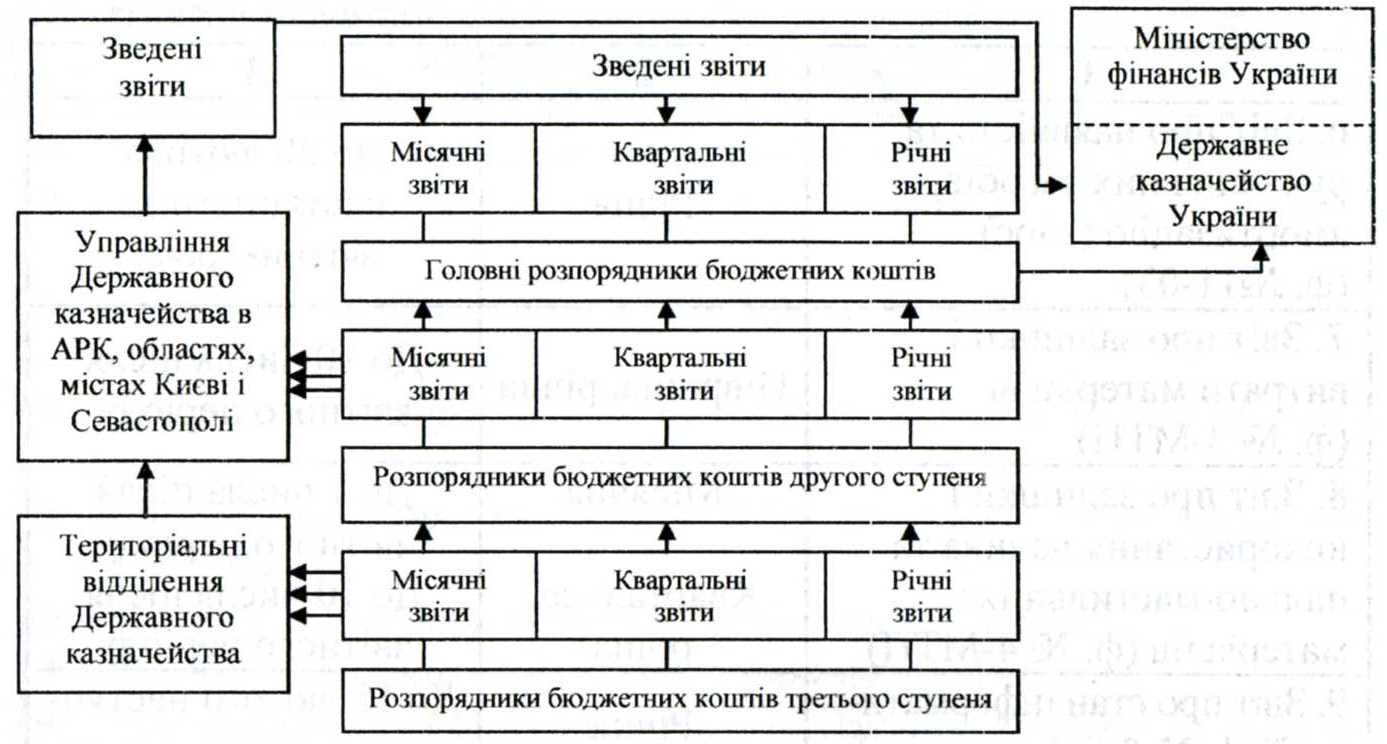 Зведені
звіти
Зведені звіти
Міністерство
фінансів України
Державне
казначейство
України
Місячні
звіти
Квартальні
звіти
Річні
звіти
Управління
Державного
казначейства в
АРК, областях,
містах Києві і
Севастополі
Головні розпорядники бюджетних коштів
Місячні
звіти
Квартальні
звіти
Річні
звіти
Розпорядники бюджетних коштів другого ступеня
Територіальні
відділення
Державного
казначейства
Місячні
звіти
Квартальні
звіти
Річні
звіти
Розпорядники бюджетних коштів третього ступеня